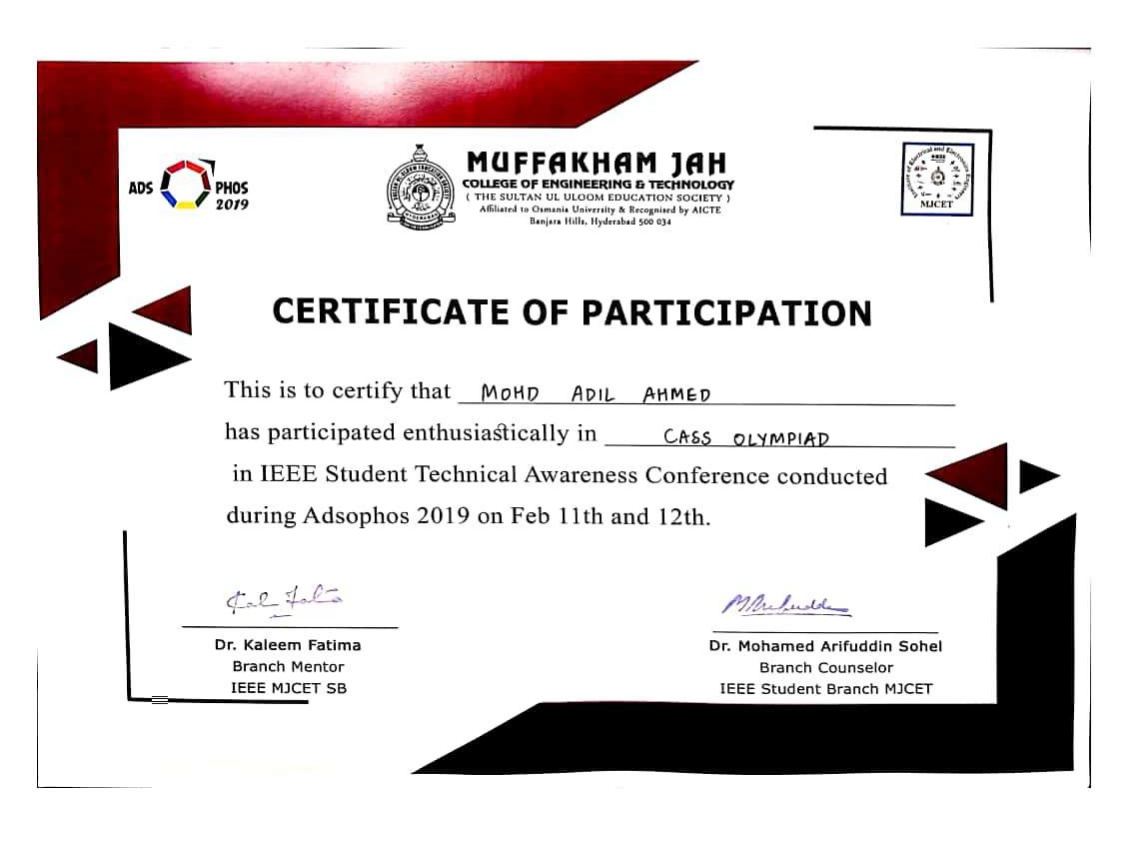 ADS PHOS
2019
MUFFAKHAM JAH
COLLEGE OF ENGINEERING & TECHNOLOGY
( THE SULTAN UL ULOOM EDUCATION SOCIETY )
Affiliated to Osmania University & Recognised by AICTE
Banjara Hills, Hyderabad 500 034
MJCET
CERTIFICATE OF PARTICIPATION
This is to certify that MOHD ADIL AHMED
has participated enthusiastically in CASS OLYMPIAD
in IEEE Student Technical Awareness Conference conducted
during Adsophos 2019 on Feb 11th and 12th.
Dr. Kaleem Fatima
Branch Mentor
IEEE MJCET SB
Dr. Mohamed Arifuddin Sohel
Branch Counselor
IEEE Student Branch MJCET